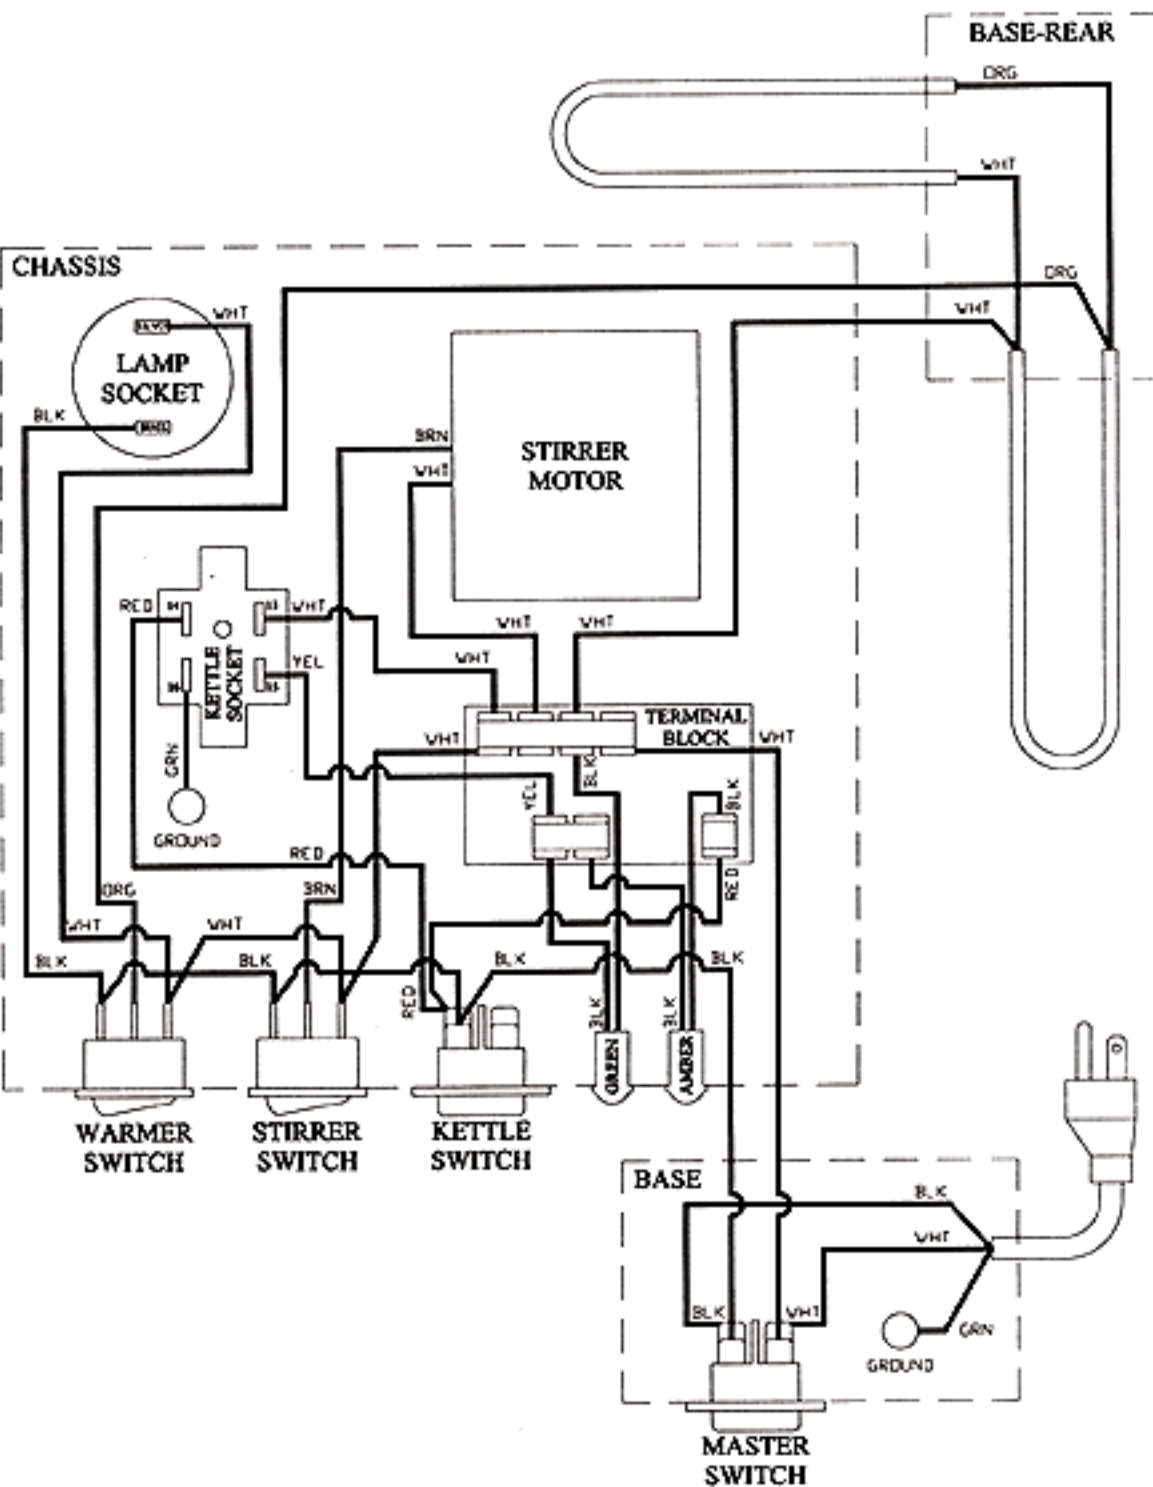 BASE-REAR
ORG
WHT
CHASSIS
ORG
WHT
WHT
LAMP
SOCKET
BLK
BRN
WHT
STIRRER
MOTOR
RED
WHT
WHT
WHT
WHT
YEL
KETTLE
SOCKET
TERMINAL
BLOCK
WHT
WHT
GRN
BLK
YEL
BLK
GROUND
RED
RED
ORG
BRN
WHT
WHT
BLK
BLK
BLK
BLK
RED
BLK
BLK
GREEN
AMBER
WARMER
SWITCH
STIRRER
SWITCH
KETTLE
SWITCH
BASE
BLK
WHT
BLK
WHT
GRN
GROUND
MASTER
SWITCH